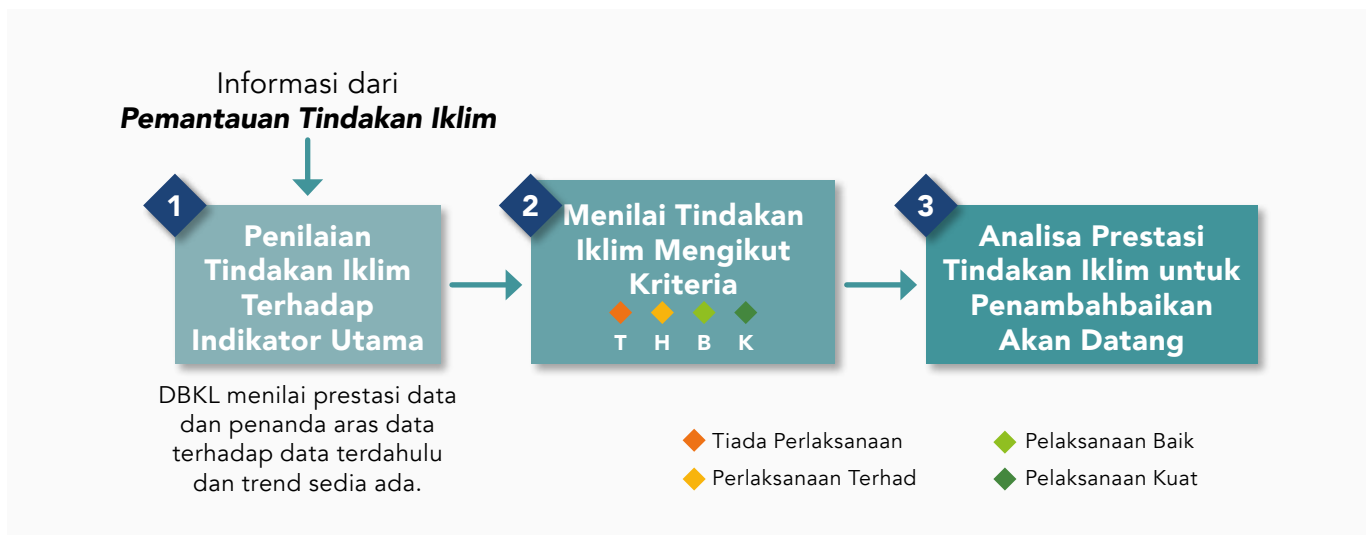 Informasi dari
Pemantauan Tindakan Iklim
1
Penilaian
Tindakan Iklim
Terhadap
Indikator Utama
DBKL menilai prestasi data
dan penanda aras data
terhadap data terdahulu
dan trend sedia ada.
2
Menilai Tindakan
Iklim Mengikut
Kriteria
T H B K
3
Analisa Prestasi
Tindakan Iklim untuk
Penambahbaikan
Akan Datang
Tiada Perlaksanaan
Perlaksanaan Terhad
Pelaksanaan Baik
Pelaksanaan Kuat